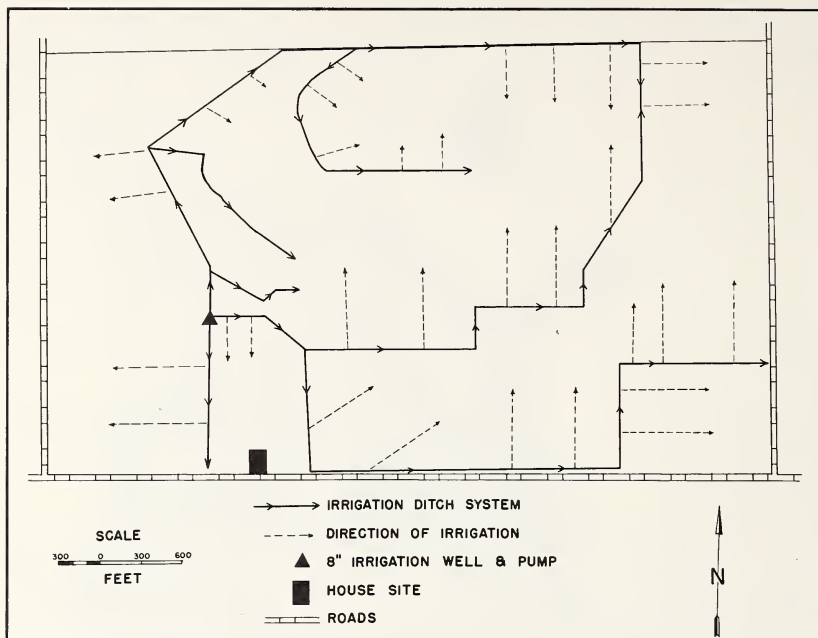 IRRIGATION DITCH SYSTEM
DIRECTION OF IRRIGATION
8" IRRIGATION WELL & PUMP
HOUSE SITE
ROADS
SCALE
300 0 300 600
FEET
N